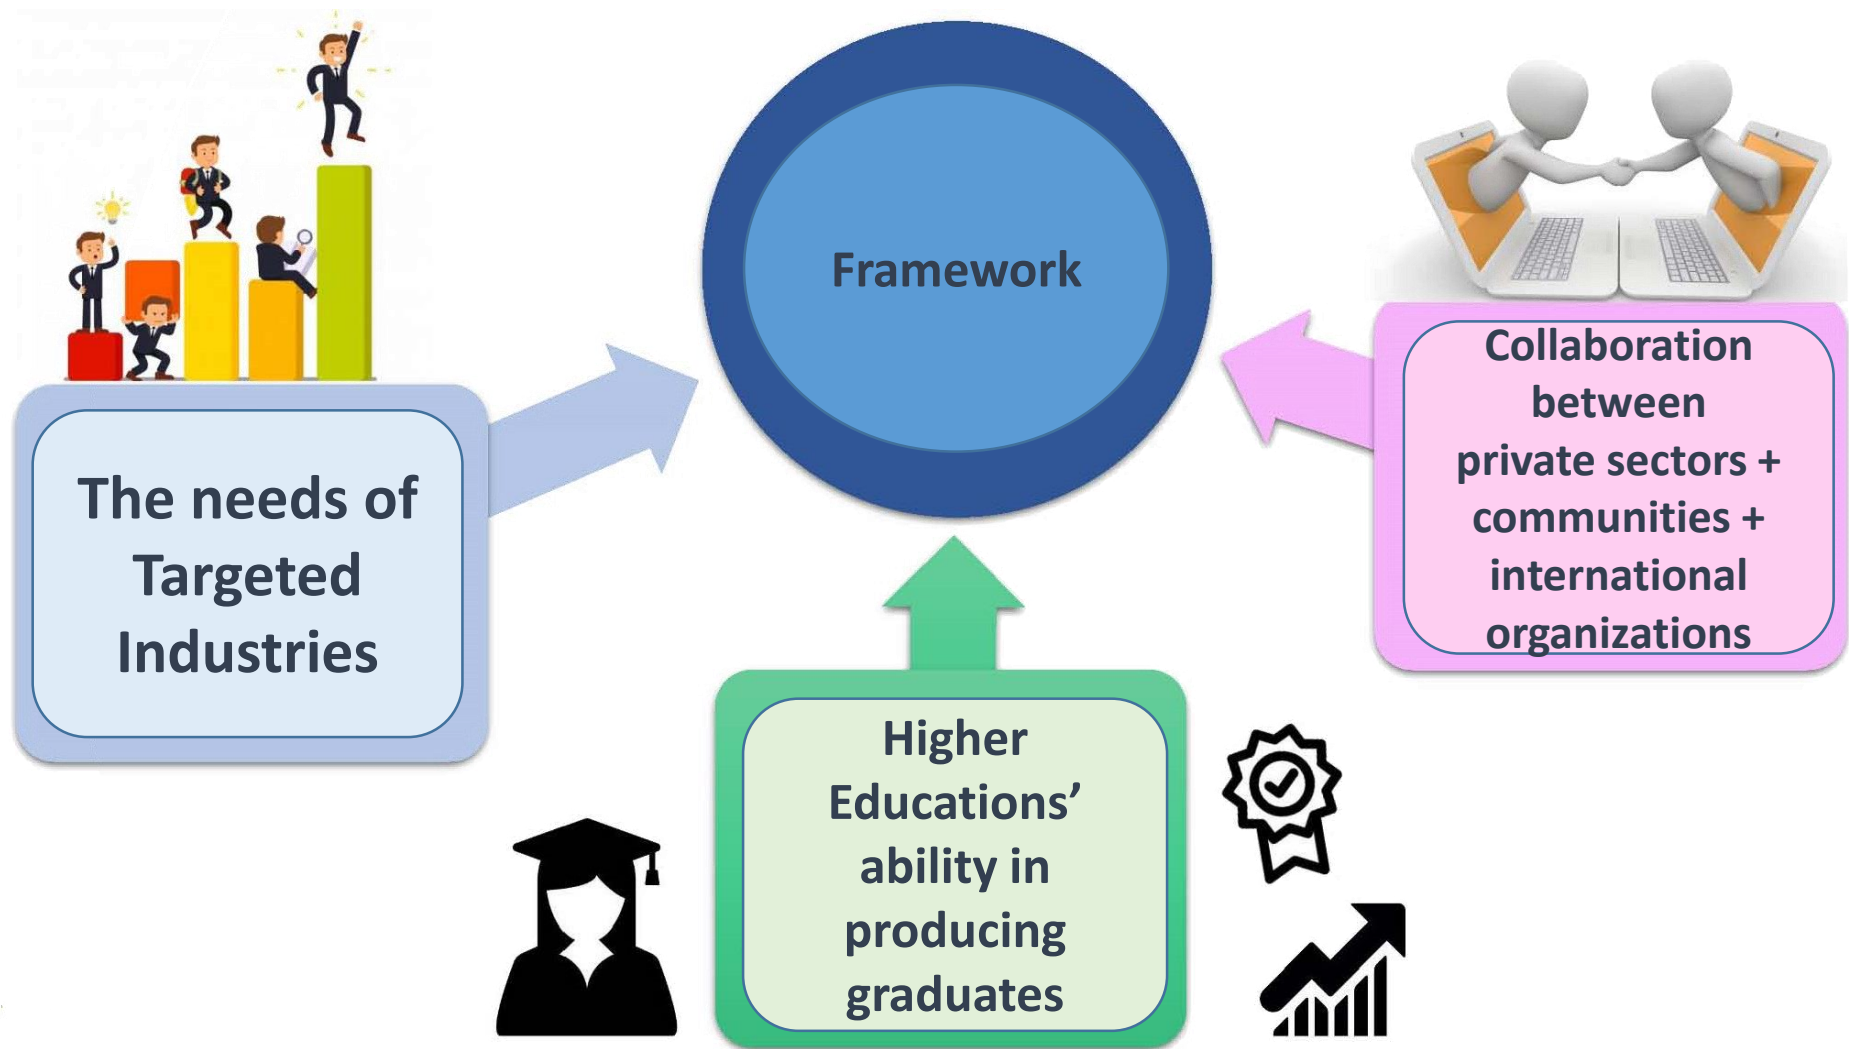 Framework
The needs of
Targeted
Industries
Collaboration
between
private sectors +
communities +
international
organizations
Higher
Educations’
ability in
producing
graduates